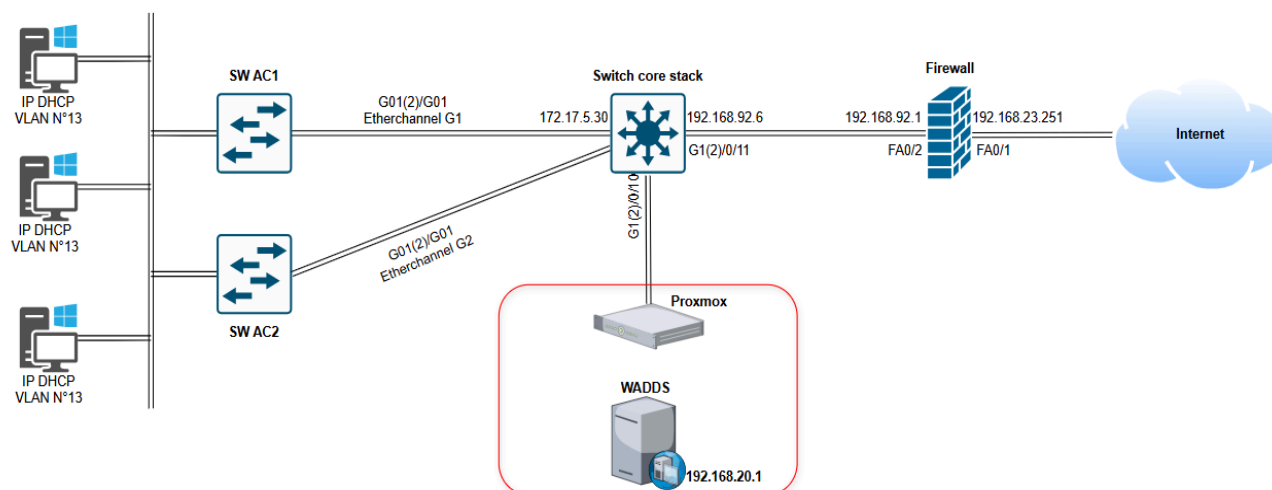 IP DHCP
VLAN N°13
IP DHCP
VLAN N°13
IP DHCP
VLAN N°13
SW AC1
SW AC2
G01(2)/G01
Etherchannel G1
G01(2)/G01
Etherchannel G2
Switch core stack
172.17.5.30
192.168.92.6
G1(2)/0/11
G1(2)/0/10
Proxmox
WADDS
192.168.20.1
Firewall
192.168.92.1
192.168.23.251
FA0/2
FA0/1
Internet